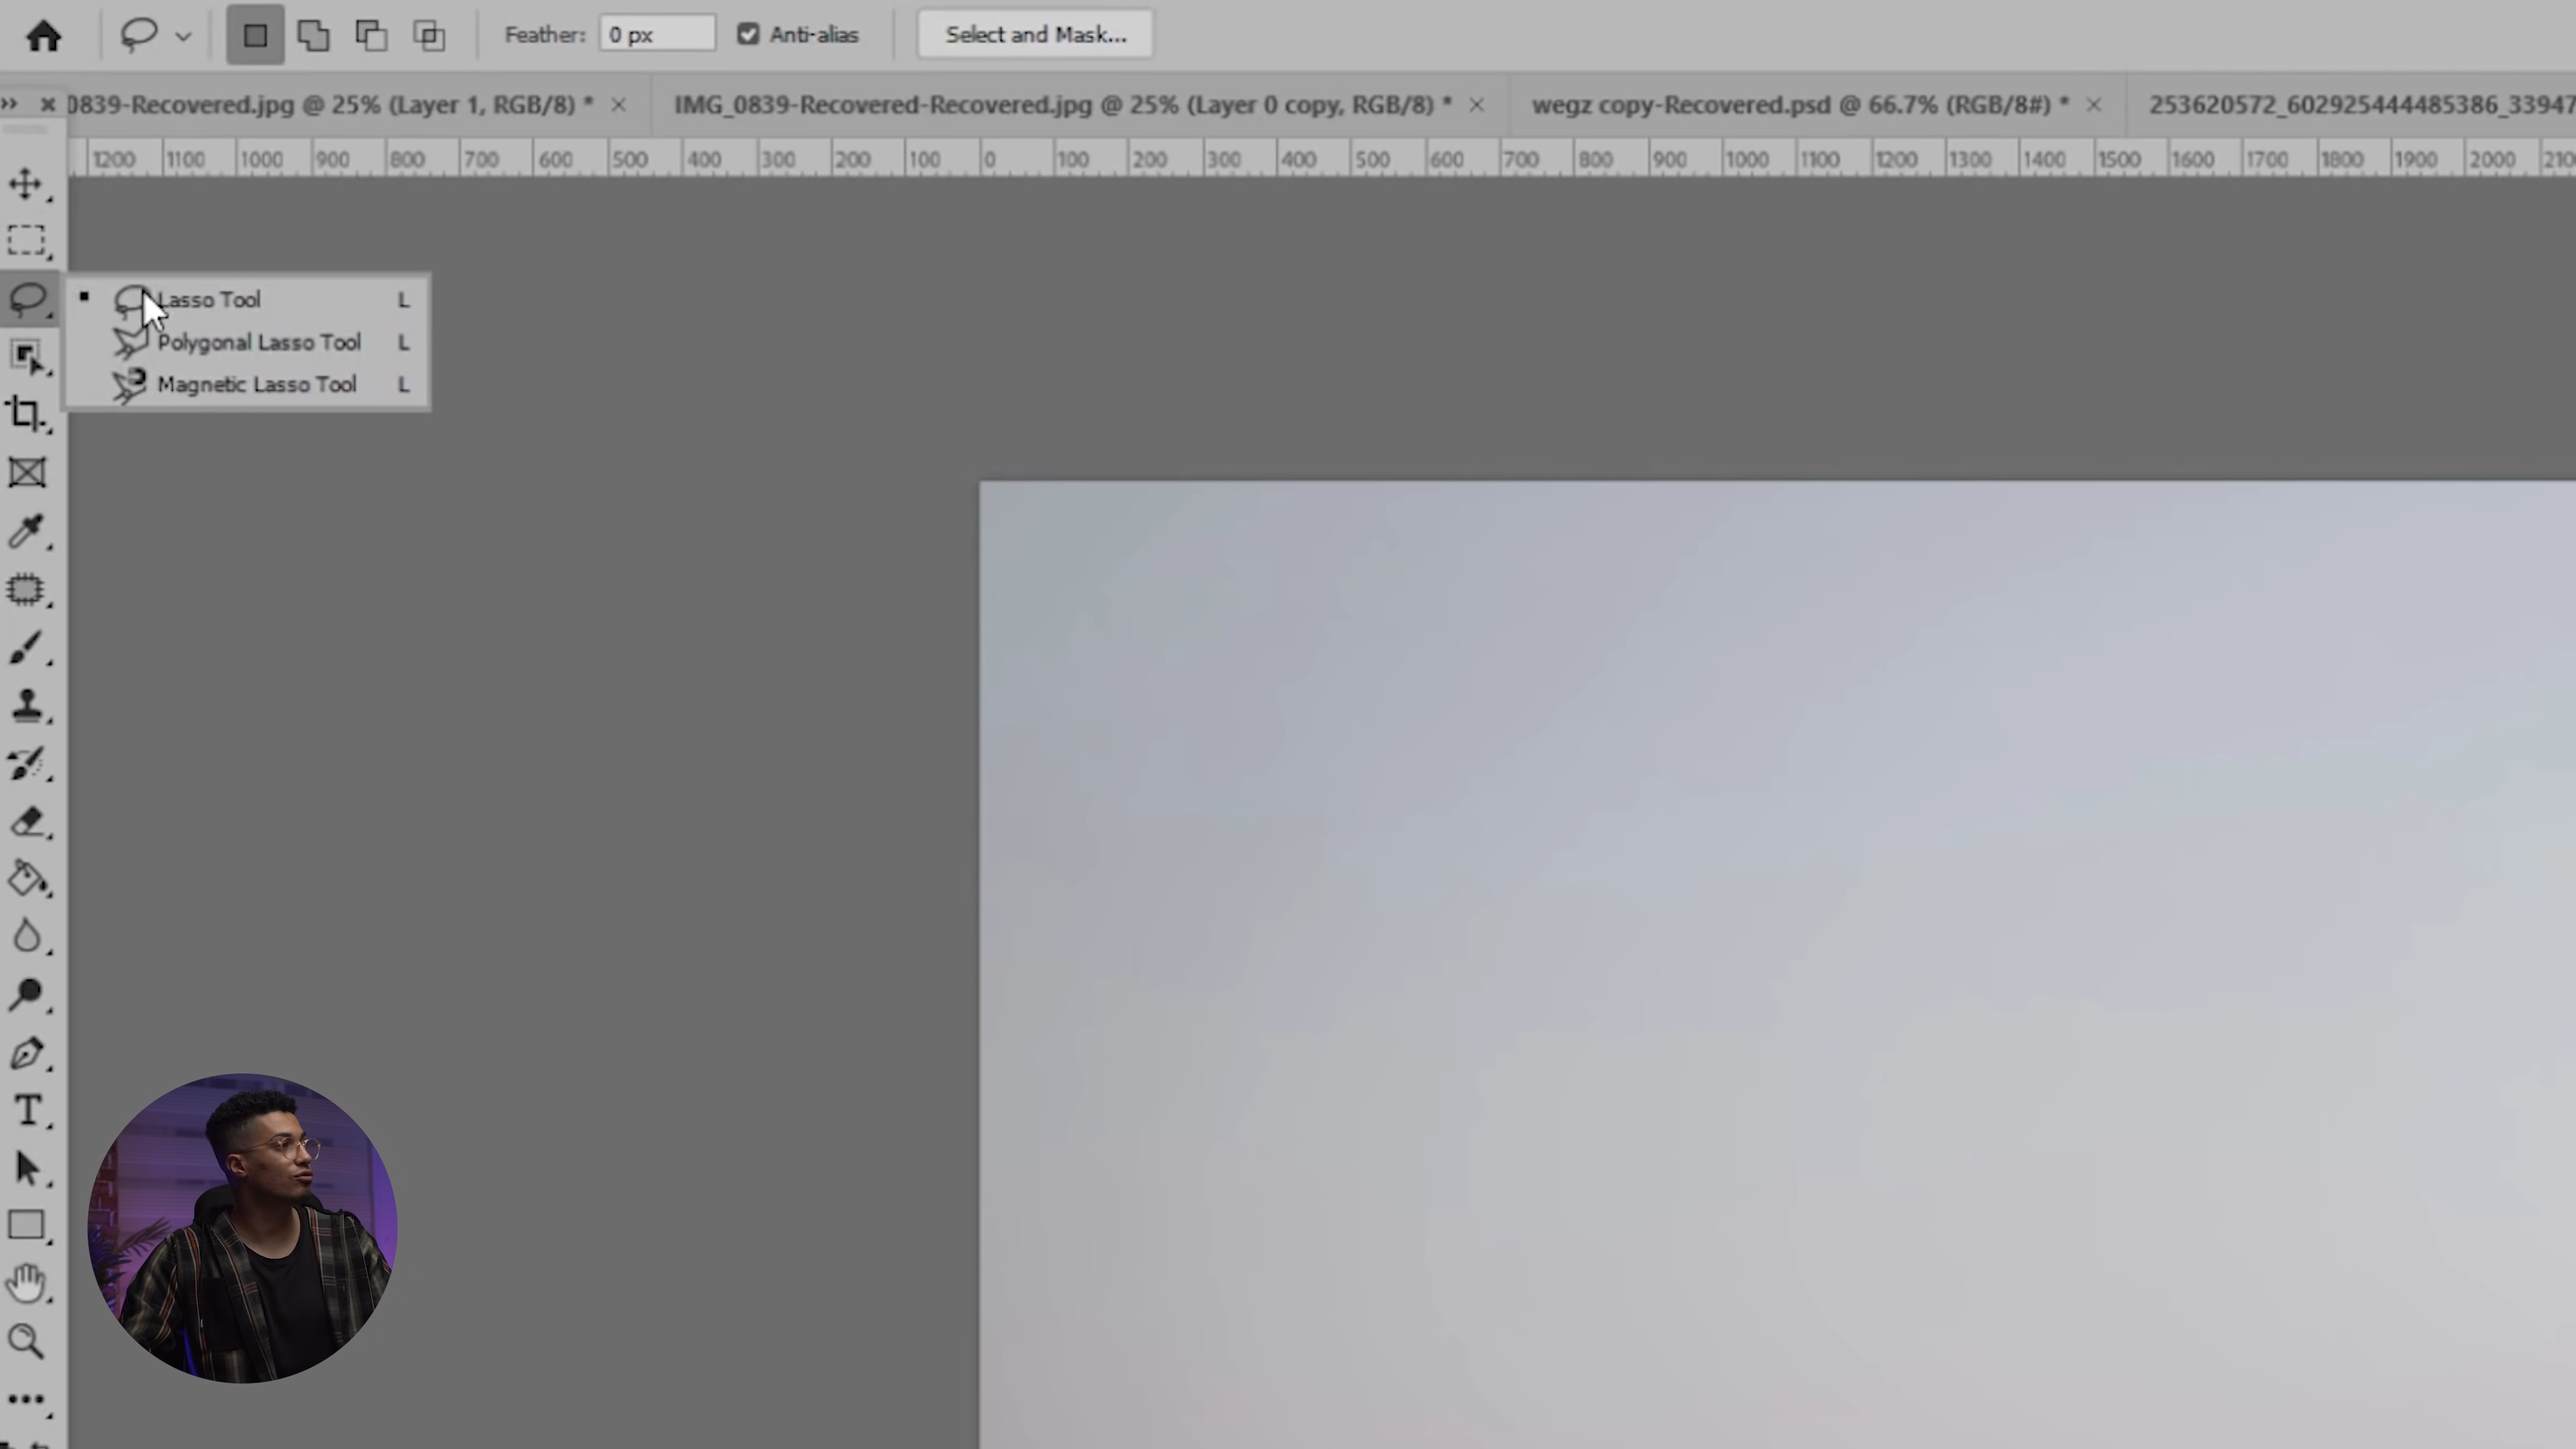 Feather: 0 px Anti-alias Select and Mask...
0839-Recovered.jpg @ 25% (Layer 1, RGB/8) * IMG_0839-Recovered-Recovered.jpg @ 25% (Layer 0 copy, RGB/8) * wegz copy-Recovered.psd @ 66.7% (RGB/8#) * 253620572_602925444485386_33947
1200 1100 1000 900 800 700 600 500 400 300 200 100 0 100 200 300 400 500 600 700 800 900 1000 1100 1200 1300 1400 1500 1600 1700 1800 1900 2000 210
Lasso Tool L
Polygonal Lasso Tool L
Magnetic Lasso Tool L